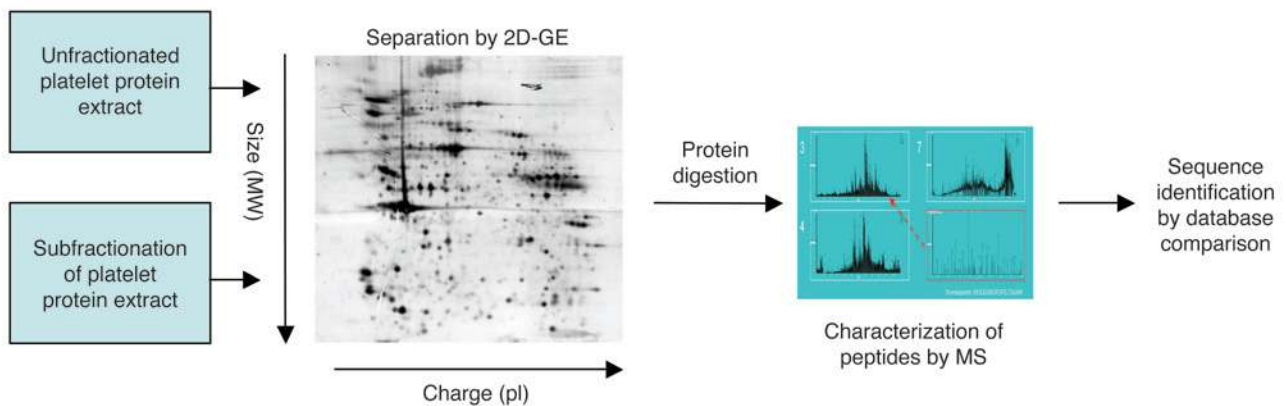 Unfractionated
platelet protein
extract
Subfractionation
of platelet
protein extract
Separation by 2D-GE
Size (MW)
Charge (pI)
Protein
digestion
3
7
4
Characterization of
peptides by MS
Sequence
identification
by database
comparison